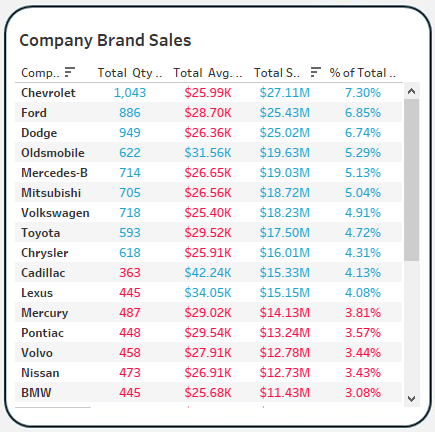 Company Brand Sales
Comp.. Total Qty .. Total Avg. .. Total S.. % of Total ..
Chevrolet 1,043 $25.99K $27.11M 7.30%
Ford 886 $28.70K $25.43M 6.85%
Dodge 949 $26.36K $25.02M 6.74%
Oldsmobile 622 $31.56K $19.63M 5.29%
Mercedes-B 714 $26.65K $19.03M 5.13%
Mitsubishi 705 $26.56K $18.72M 5.04%
Volkswagen 718 $25.40K $18.23M 4.91%
Toyota 593 $29.52K $17.50M 4.72%
Chrysler 618 $25.91K $16.01M 4.31%
Cadillac 363 $42.24K $15.33M 4.13%
Lexus 445 $34.05K $15.15M 4.08%
Mercury 487 $29.02K $14.13M 3.81%
Pontiac 448 $29.54K $13.24M 3.57%
Volvo 458 $27.91K $12.78M 3.44%
Nissan 473 $26.91K $12.73M 3.43%
BMW 445 $25.68K $11.43M 3.08%